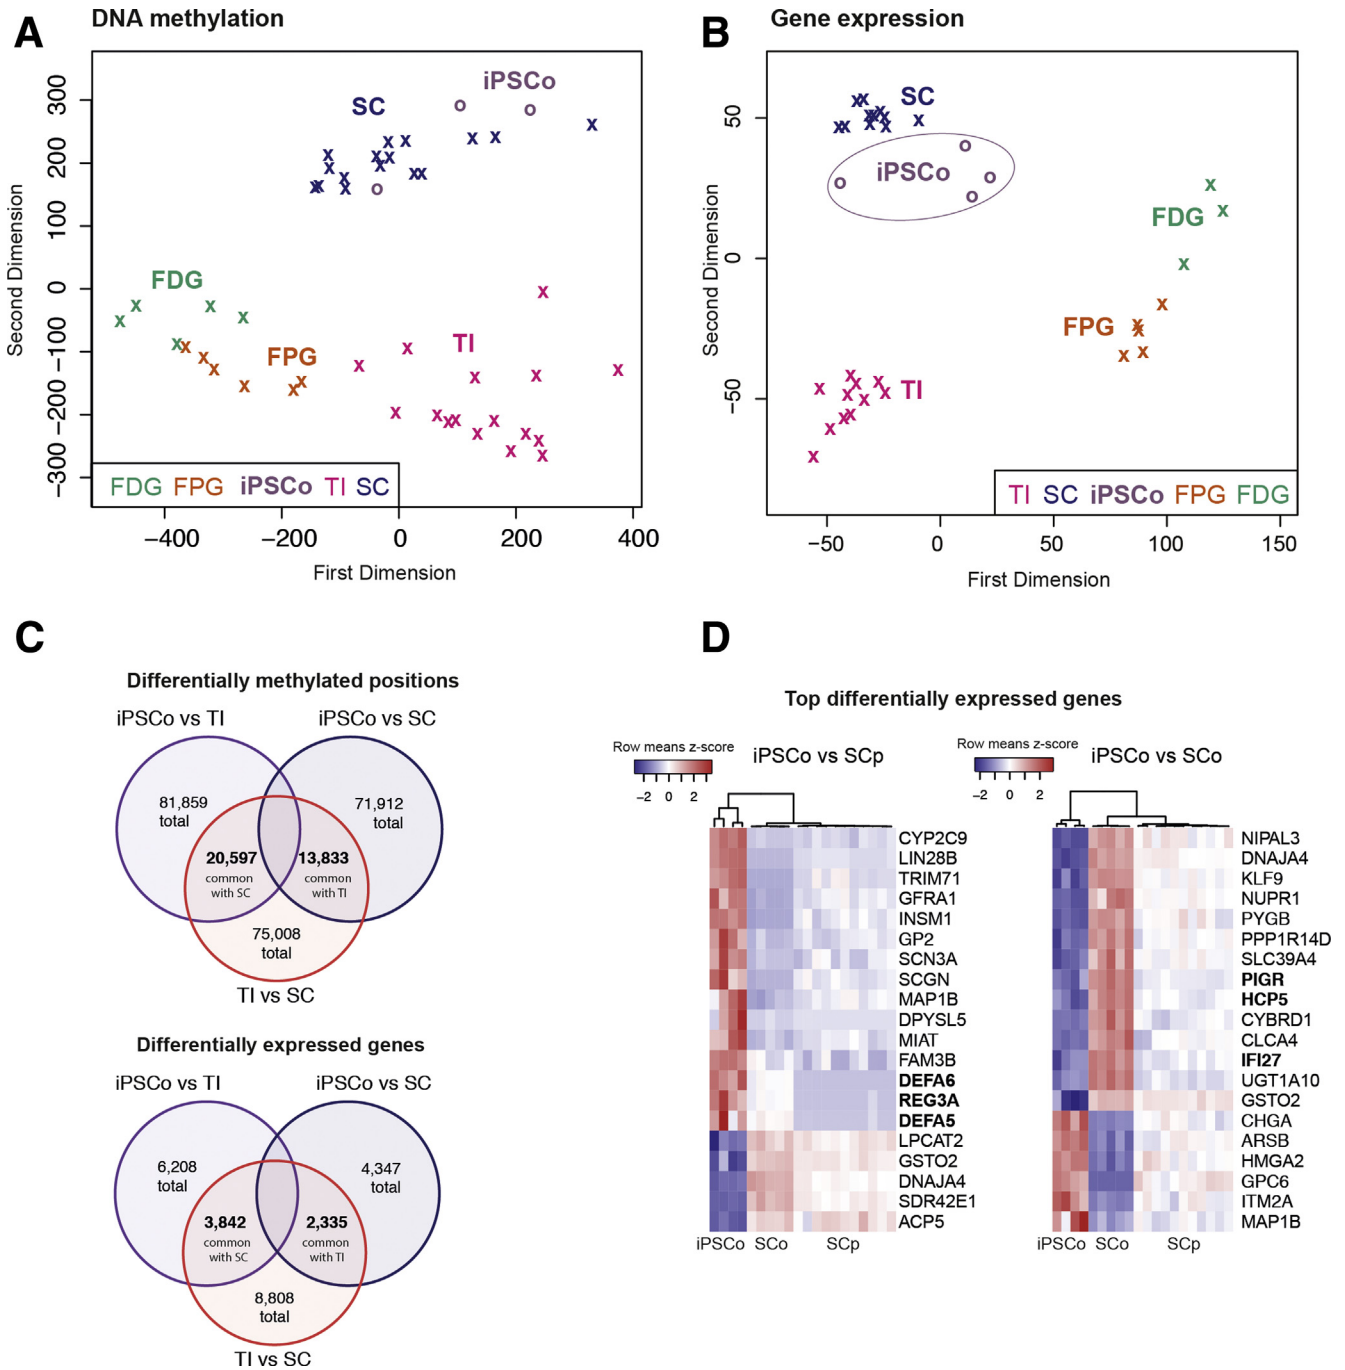 A
DNA methylation
Second Dimension
300
200
100
0
−100
−200
−300
SC
iPSCo
FDG
FPG
TI
FDG FPG iPSCo TI SC
−400 −200 0 200 400
First Dimension
B
Gene expression
Second Dimension
50
0
−50
SC
iPSCo
FDG
FPG
TI
TI SC iPSCo FPG FDG
−50 0 50 100 150
First Dimension
C
Differentially methylated positions
iPSCo vs TI
iPSCo vs SC
81,859
total
71,912
total
20,597
common
with SC
13,833
common
with TI
75,008
total
TI vs SC
Differentially expressed genes
iPSCo vs TI
iPSCo vs SC
6,208
total
4,347
total
3,842
common
with SC
2,335
common
with TI
8,808
total
TI vs SC
D
Top differentially expressed genes
Row means z-score
−2 0 2
iPSCo vs SCp
CYP2C9
LIN28B
TRIM71
GFRA1
INSM1
GP2
SCN3A
SCGN
MAP1B
DPYSL5
MIAT
FAM3B
DEFA6
REG3A
DEFA5
LPCAT2
GSTO2
DNAJA4
SDR42E1
ACP5
iPSCo SCo SCp
Row means z-score
−2 0 2
iPSCo vs SCo
NIPAL3
DNAJA4
KLF9
NUPR1
PYGB
PPP1R14D
SLC39A4
PIGR
HCP5
CYBRD1
CLCA4
IFI27
UGT1A10
GSTO2
CHGA
ARSB
HMGA2
GPC6
ITM2A
MAP1B
iPSCo SCo SCp